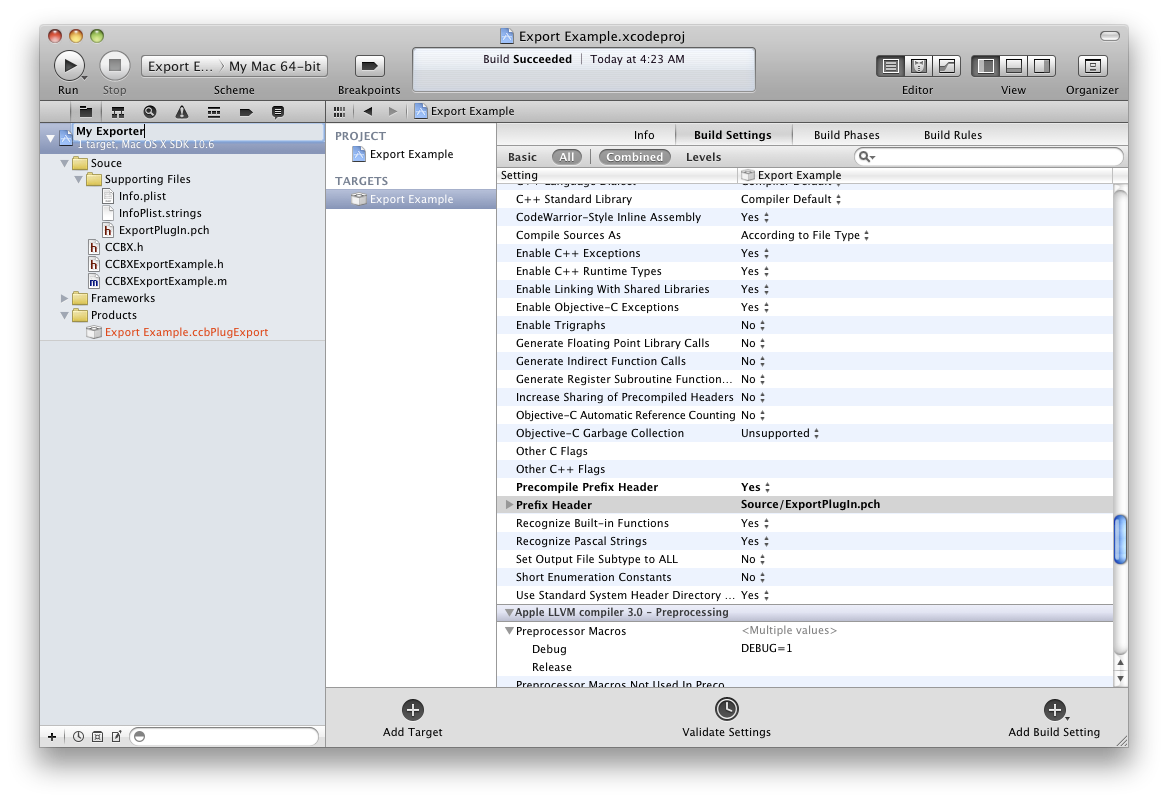 Export Example.xcodeproj
Export E... 〉 My Mac 64-bit
Build Succeeded | Today at 4:23 AM
Run Stop Scheme Breakpoints Editor View Organizer
Export Example
My Exporter
1 target, Mac OS X SDK 10.6
Souce
Supporting Files
Info.plist
InfoPlist.strings
ExportPlugIn.pch
CCBX.h
CCBXExportExample.h
CCBXExportExample.m
Frameworks
Products
Export Example.ccbPlugExport
PROJECT
Export Example
TARGETS
Export Example
Info Build Settings Build Phases Build Rules
Basic All Combined Levels
Setting Export Example
C++ Language Dialect Compiler Default
C++ Standard Library Compiler Default
CodeWarrior-Style Inline Assembly Yes
Compile Sources As According to File Type
Enable C++ Exceptions Yes
Enable C++ Runtime Types Yes
Enable Linking With Shared Libraries Yes
Enable Objective-C Exceptions Yes
Enable Trigraphs No
Generate Floating Point Library Calls No
Generate Indirect Function Calls No
Generate Register Subroutine Function... No
Increase Sharing of Precompiled Headers No
Objective-C Automatic Reference Counting No
Objective-C Garbage Collection Unsupported
Other C Flags
Other C++ Flags
Precompile Prefix Header Yes
Prefix Header Source/ExportPlugIn.pch
Recognize Built-in Functions Yes
Recognize Pascal Strings Yes
Set Output File Subtype to ALL No
Short Enumeration Constants No
Use Standard System Header Directory ... Yes
Apple LLVM compiler 3.0 - Preprocessing
Preprocessor Macros <Multiple values>
Debug DEBUG=1
Release
Preprocessor Macros Not Used In Preco
Add Target Validate Settings Add Build Setting